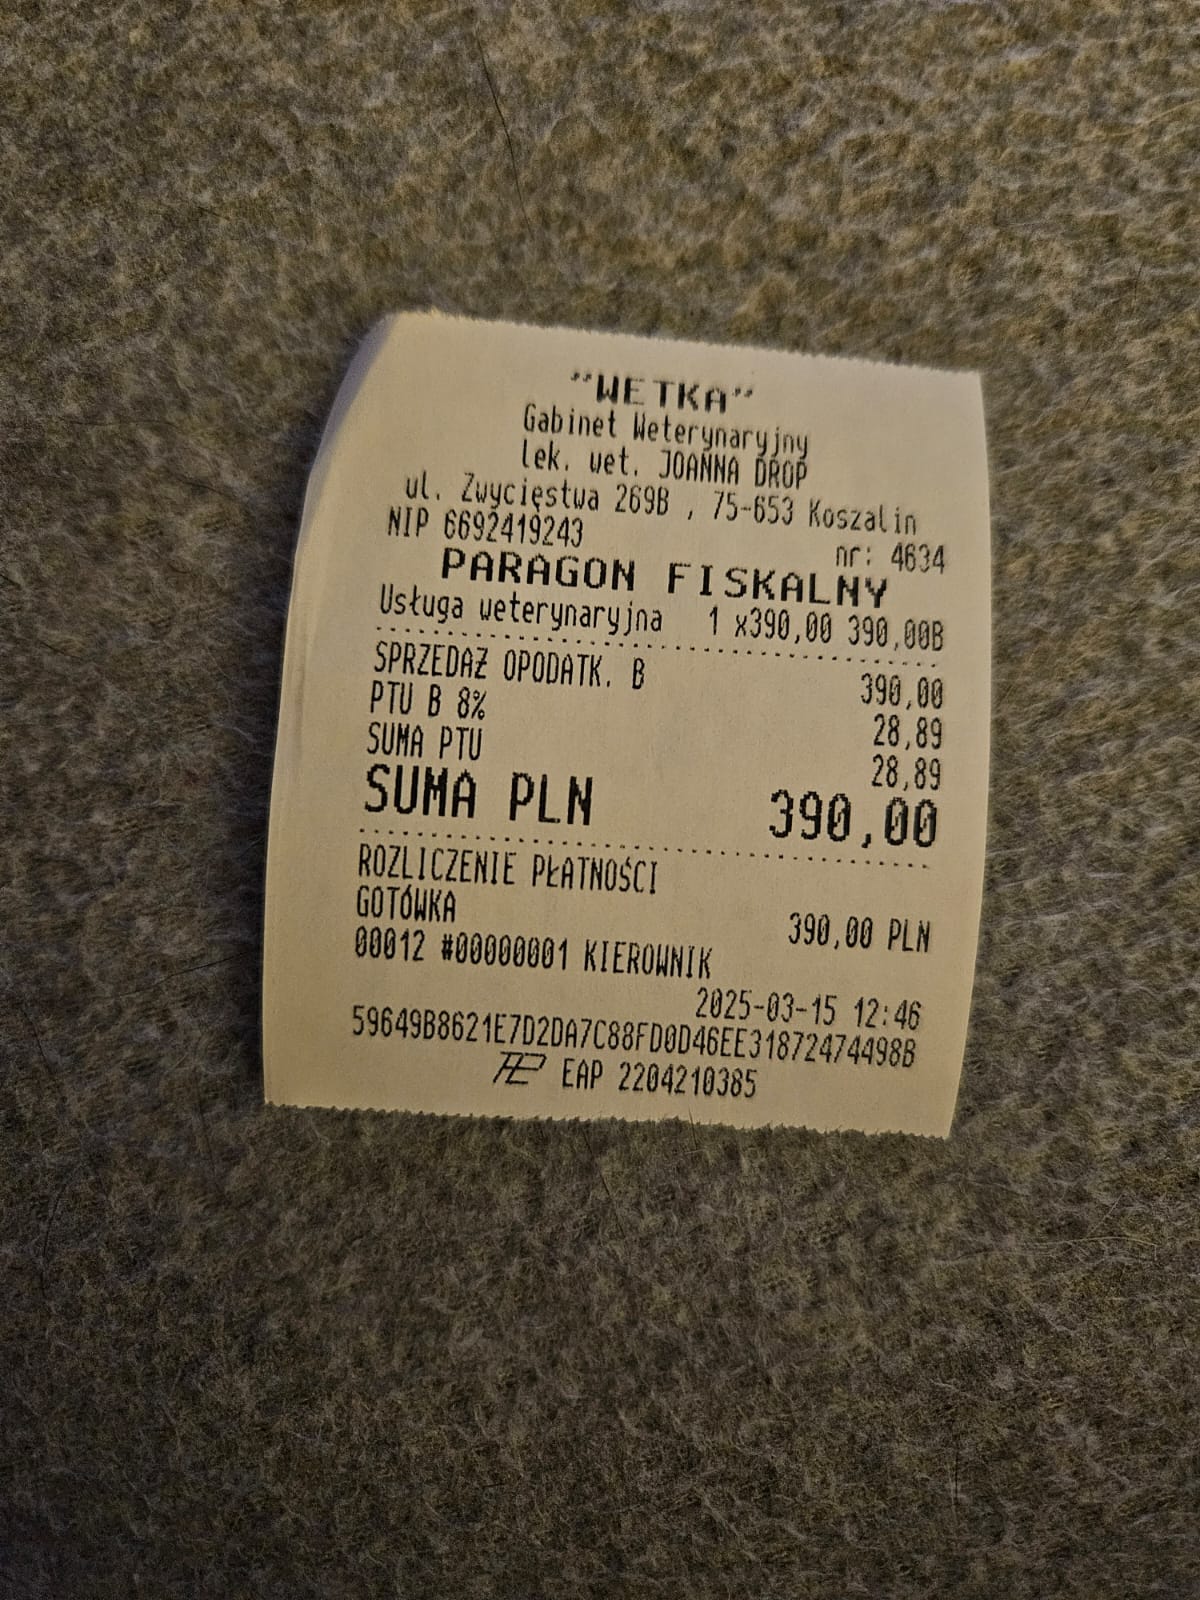 "WETKA"
Gabinet Weterynaryjny
lek. wet. JOANNA DROP
ul. Zwycięstwa 269B , 75-653 Koszalin
NIP 6692419243
nr: 4634
PARAGON FISKALNY
Usługa weterynaryjna 1 x390,00 390,00B
SPRZEDAŻ OPODATK. B 390,00
PTU B 8% 28,89
SUMA PTU 28,89
SUMA PLN 390,00
ROZLICZENIE PŁATNOŚCI
GOTÓWKA 390,00 PLN
00012 #00000001 KIEROWNIK
2025-03-15 12:46
59649B8621E7D2DA7C88FD0D46EE31872474498B
EAP 2204210385